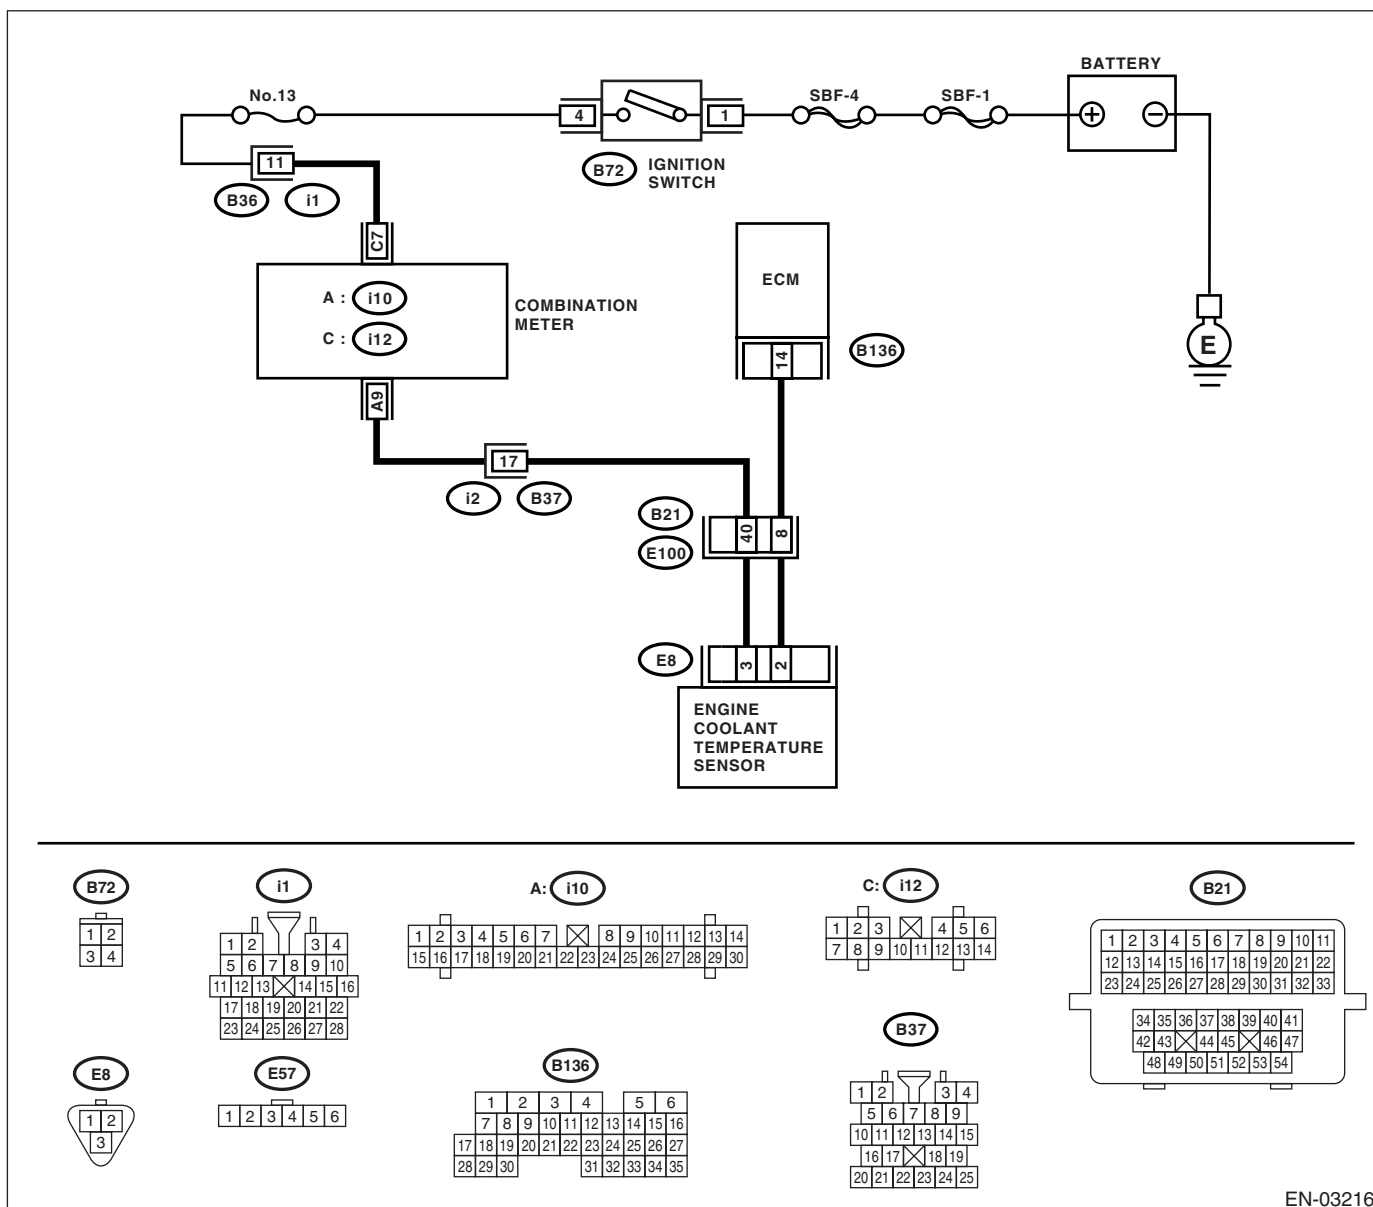 BATTERY
No.13
SBF-4
SBF-1
4
1
+
−
11
B72
IGNITION
SWITCH
B36
i1
C7
ECM
A : i10
COMBINATION
METER
C : i12
14
B136
E
A9
17
i2
B37
B21
40
8
E100
E8
3
2
ENGINE
COOLANT
TEMPERATURE
SENSOR
B72
1 2
3 4
i1
1 2 3 4
5 6 7 8 9 10
11 12 13 14 15 16
17 18 19 20 21 22
23 24 25 26 27 28
A: i10
1 2 3 4 5 6 7 8 9 10 11 12 13 14
15 16 17 18 19 20 21 22 23 24 25 26 27 28 29 30
C: i12
1 2 3 4 5 6
7 8 9 10 11 12 13 14
B21
1 2 3 4 5 6 7 8 9 10 11
12 13 14 15 16 17 18 19 20 21 22
23 24 25 26 27 28 29 30 31 32 33
34 35 36 37 38 39 40 41
42 43 44 45 46 47
48 49 50 51 52 53 54
E8
1 2
3
E57
1 2 3 4 5 6
B136
1 2 3 4 5 6
7 8 9 10 11 12 13 14 15 16
17 18 19 20 21 22 23 24 25 26 27
28 29 30 31 32 33 34 35
B37
1 2 3 4
5 6 7 8 9
10 11 12 13 14 15
16 17 18 19
20 21 22 23 24 25
EN-03216